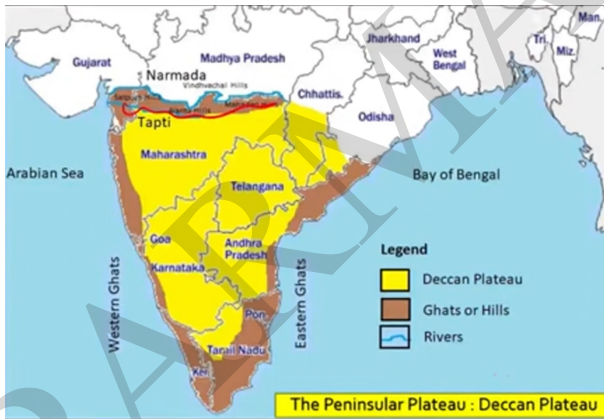 Jharkhand
Man.
Gujarat
Madhya Pradesh
West
Bengal
Tri.
Miz.
Narmada
Vindhyachal Hills
Chhattis.
Odisha
Tapti
Maharashtra
Arabian Sea
Bay of Bengal
Telangana
Goa
Andhra
Pradesh
Karnataka
Western Ghats
Eastern Ghats
Legend
Deccan Plateau
Ghats or Hills
Rivers
Pon.
Tamil Nadu
Ker
The Peninsular Plateau : Deccan Plateau